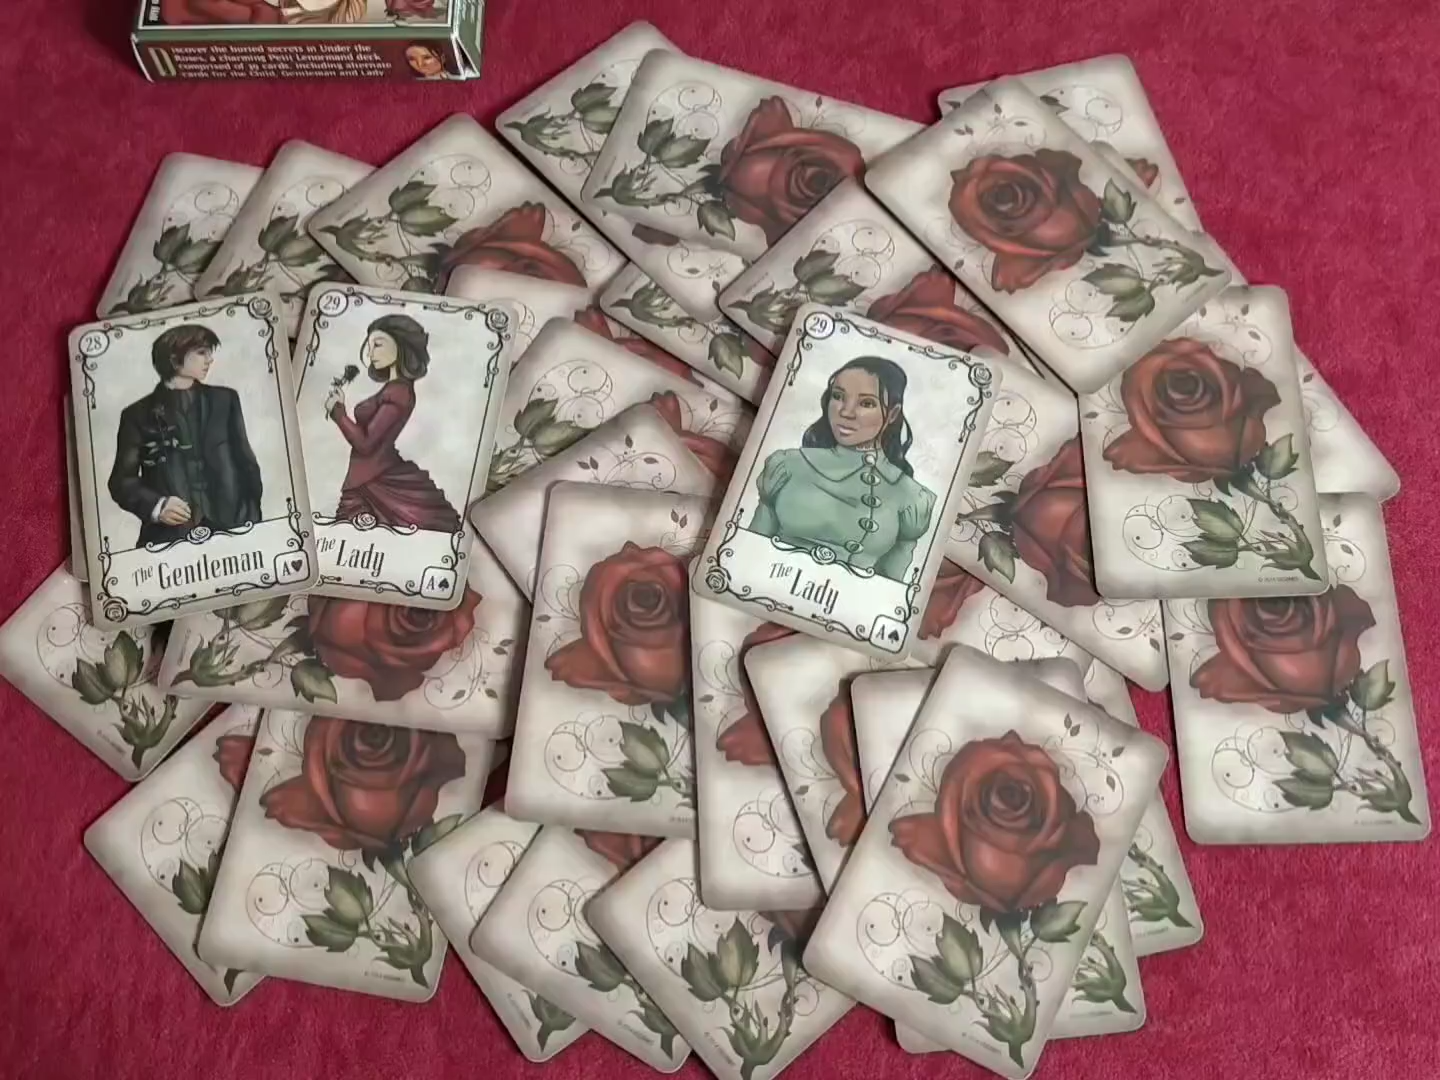 Discover the buried secrets in Under the
Roses, a charming Petit Lenormand deck
comprised of 39 cards, including alternate
cards for the Child, Gentleman and Lady
28
The Gentleman
A
29
The Lady
A
29
The Lady
A